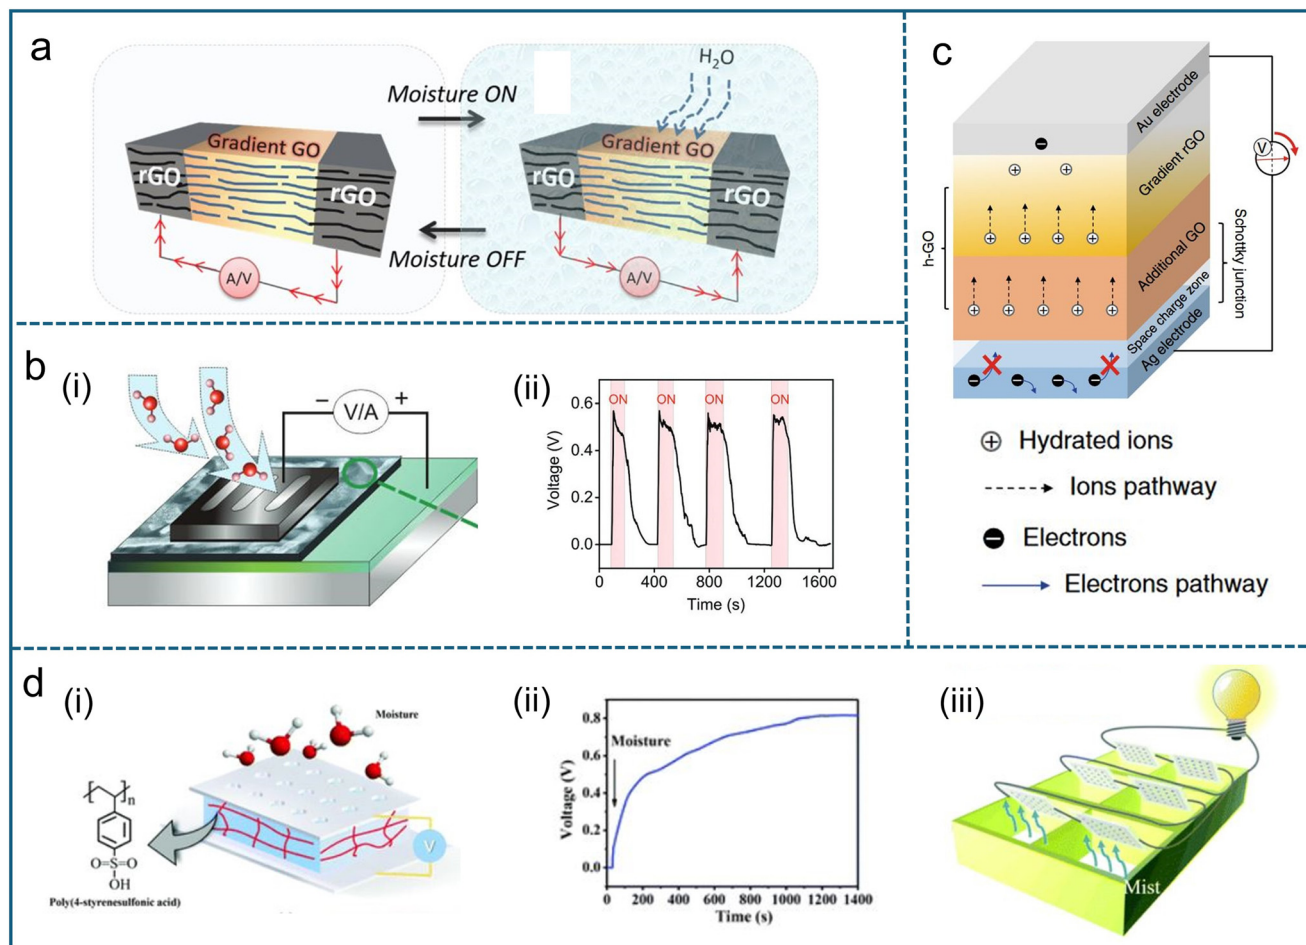 a
Moisture ON
Moisture OFF
Gradient GO
rGO
rGO
A/V
H₂O
Gradient GO
rGO
rGO
A/V
b
(i)
−
V/A
+
(ii)
Voltage (V)
0.6
0.4
0.2
0.0
ON
ON
ON
ON
0
400
800
1200
1600
Time (s)
c
Au electrode
Gradient rGO
Additional GO
Space charge zone
Ag electrode
h-GO
Schottky junction
V
Hydrated ions
Ions pathway
Electrons
Electrons pathway
d
(i)
Moisture
V
n
O=S=O
OH
Poly(4-styrenesulfonic acid)
(ii)
Voltage (V)
0.8
0.6
0.4
0.2
0.0
Moisture
0
200
400
600
800
1000
1200
1400
Time (s)
(iii)
Mist